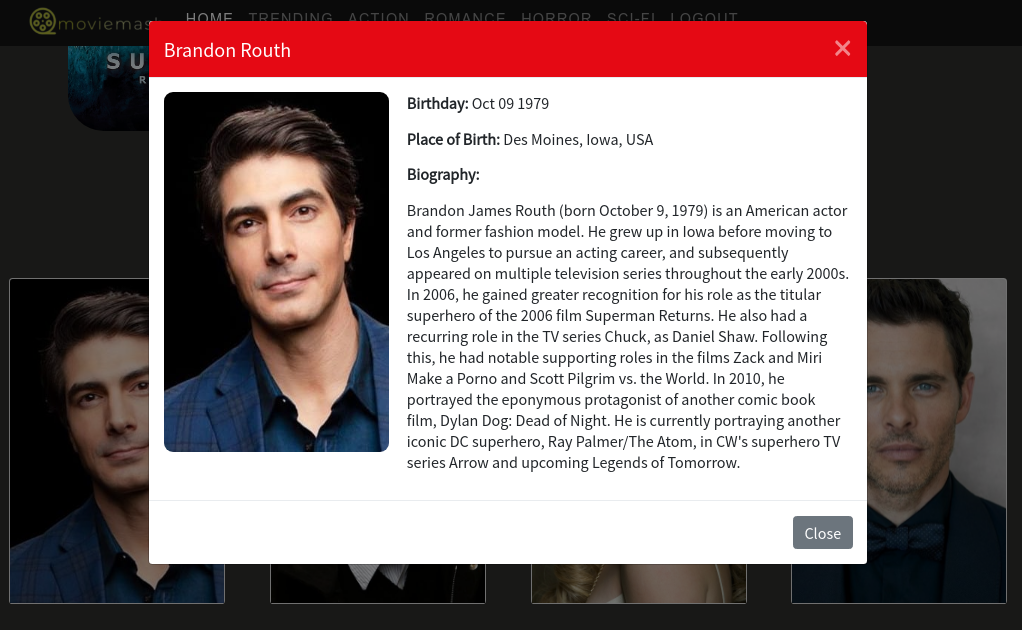 HOME TRENDING ACTION ROMANCE HORROR SCI-FI LOGOUT
Brandon Routh
×
Birthday: Oct 09 1979
Place of Birth: Des Moines, Iowa, USA
Biography:
Brandon James Routh (born October 9, 1979) is an American actor
and former fashion model. He grew up in Iowa before moving to
Los Angeles to pursue an acting career, and subsequently
appeared on multiple television series throughout the early 2000s.
In 2006, he gained greater recognition for his role as the titular
superhero of the 2006 film Superman Returns. He also had a
recurring role in the TV series Chuck, as Daniel Shaw. Following
this, he had notable supporting roles in the films Zack and Miri
Make a Porno and Scott Pilgrim vs. the World. In 2010, he
portrayed the eponymous protagonist of another comic book
film, Dylan Dog: Dead of Night. He is currently portraying another
iconic DC superhero, Ray Palmer/The Atom, in CW's superhero TV
series Arrow and upcoming Legends of Tomorrow.
Close